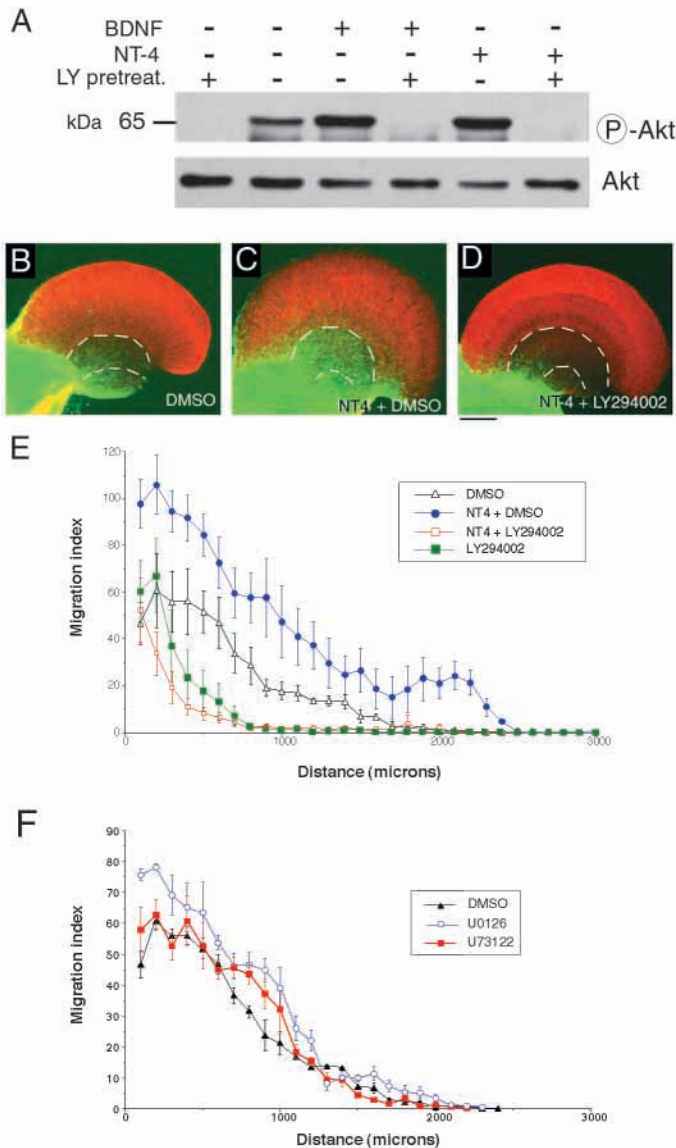 A
BDNF - - + + - -
NT-4 - - - - + +
LY pretreat. + - - + - +
kDa 65
P-Akt
Akt
B
DMSO
C
NT4 + DMSO
D
NT-4 + LY294002
E
120
100
80
60
40
20
0
Migration index
DMSO
NT4 + DMSO
NT4 + LY294002
LY294002
0 1000 2000 3000
Distance (microns)
F
90
80
70
60
50
40
30
20
10
0
Migration index
DMSO
U0126
U73122
0 1000 2000 3000
Distance (microns)